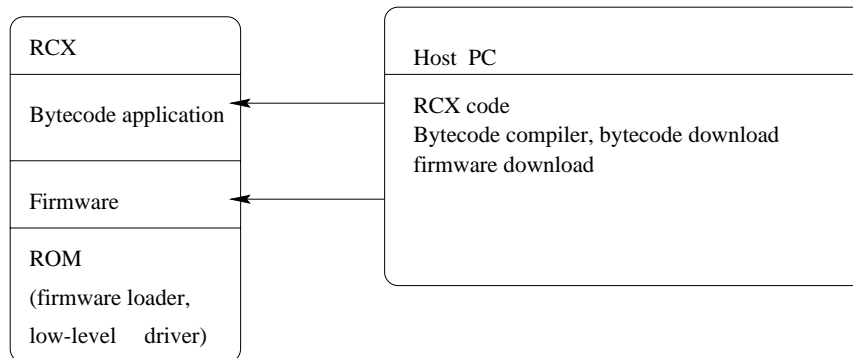 RCX
Bytecode application
Firmware
ROM
(firmware loader,
low-level driver)
Host PC
RCX code
Bytecode compiler, bytecode download
firmware download